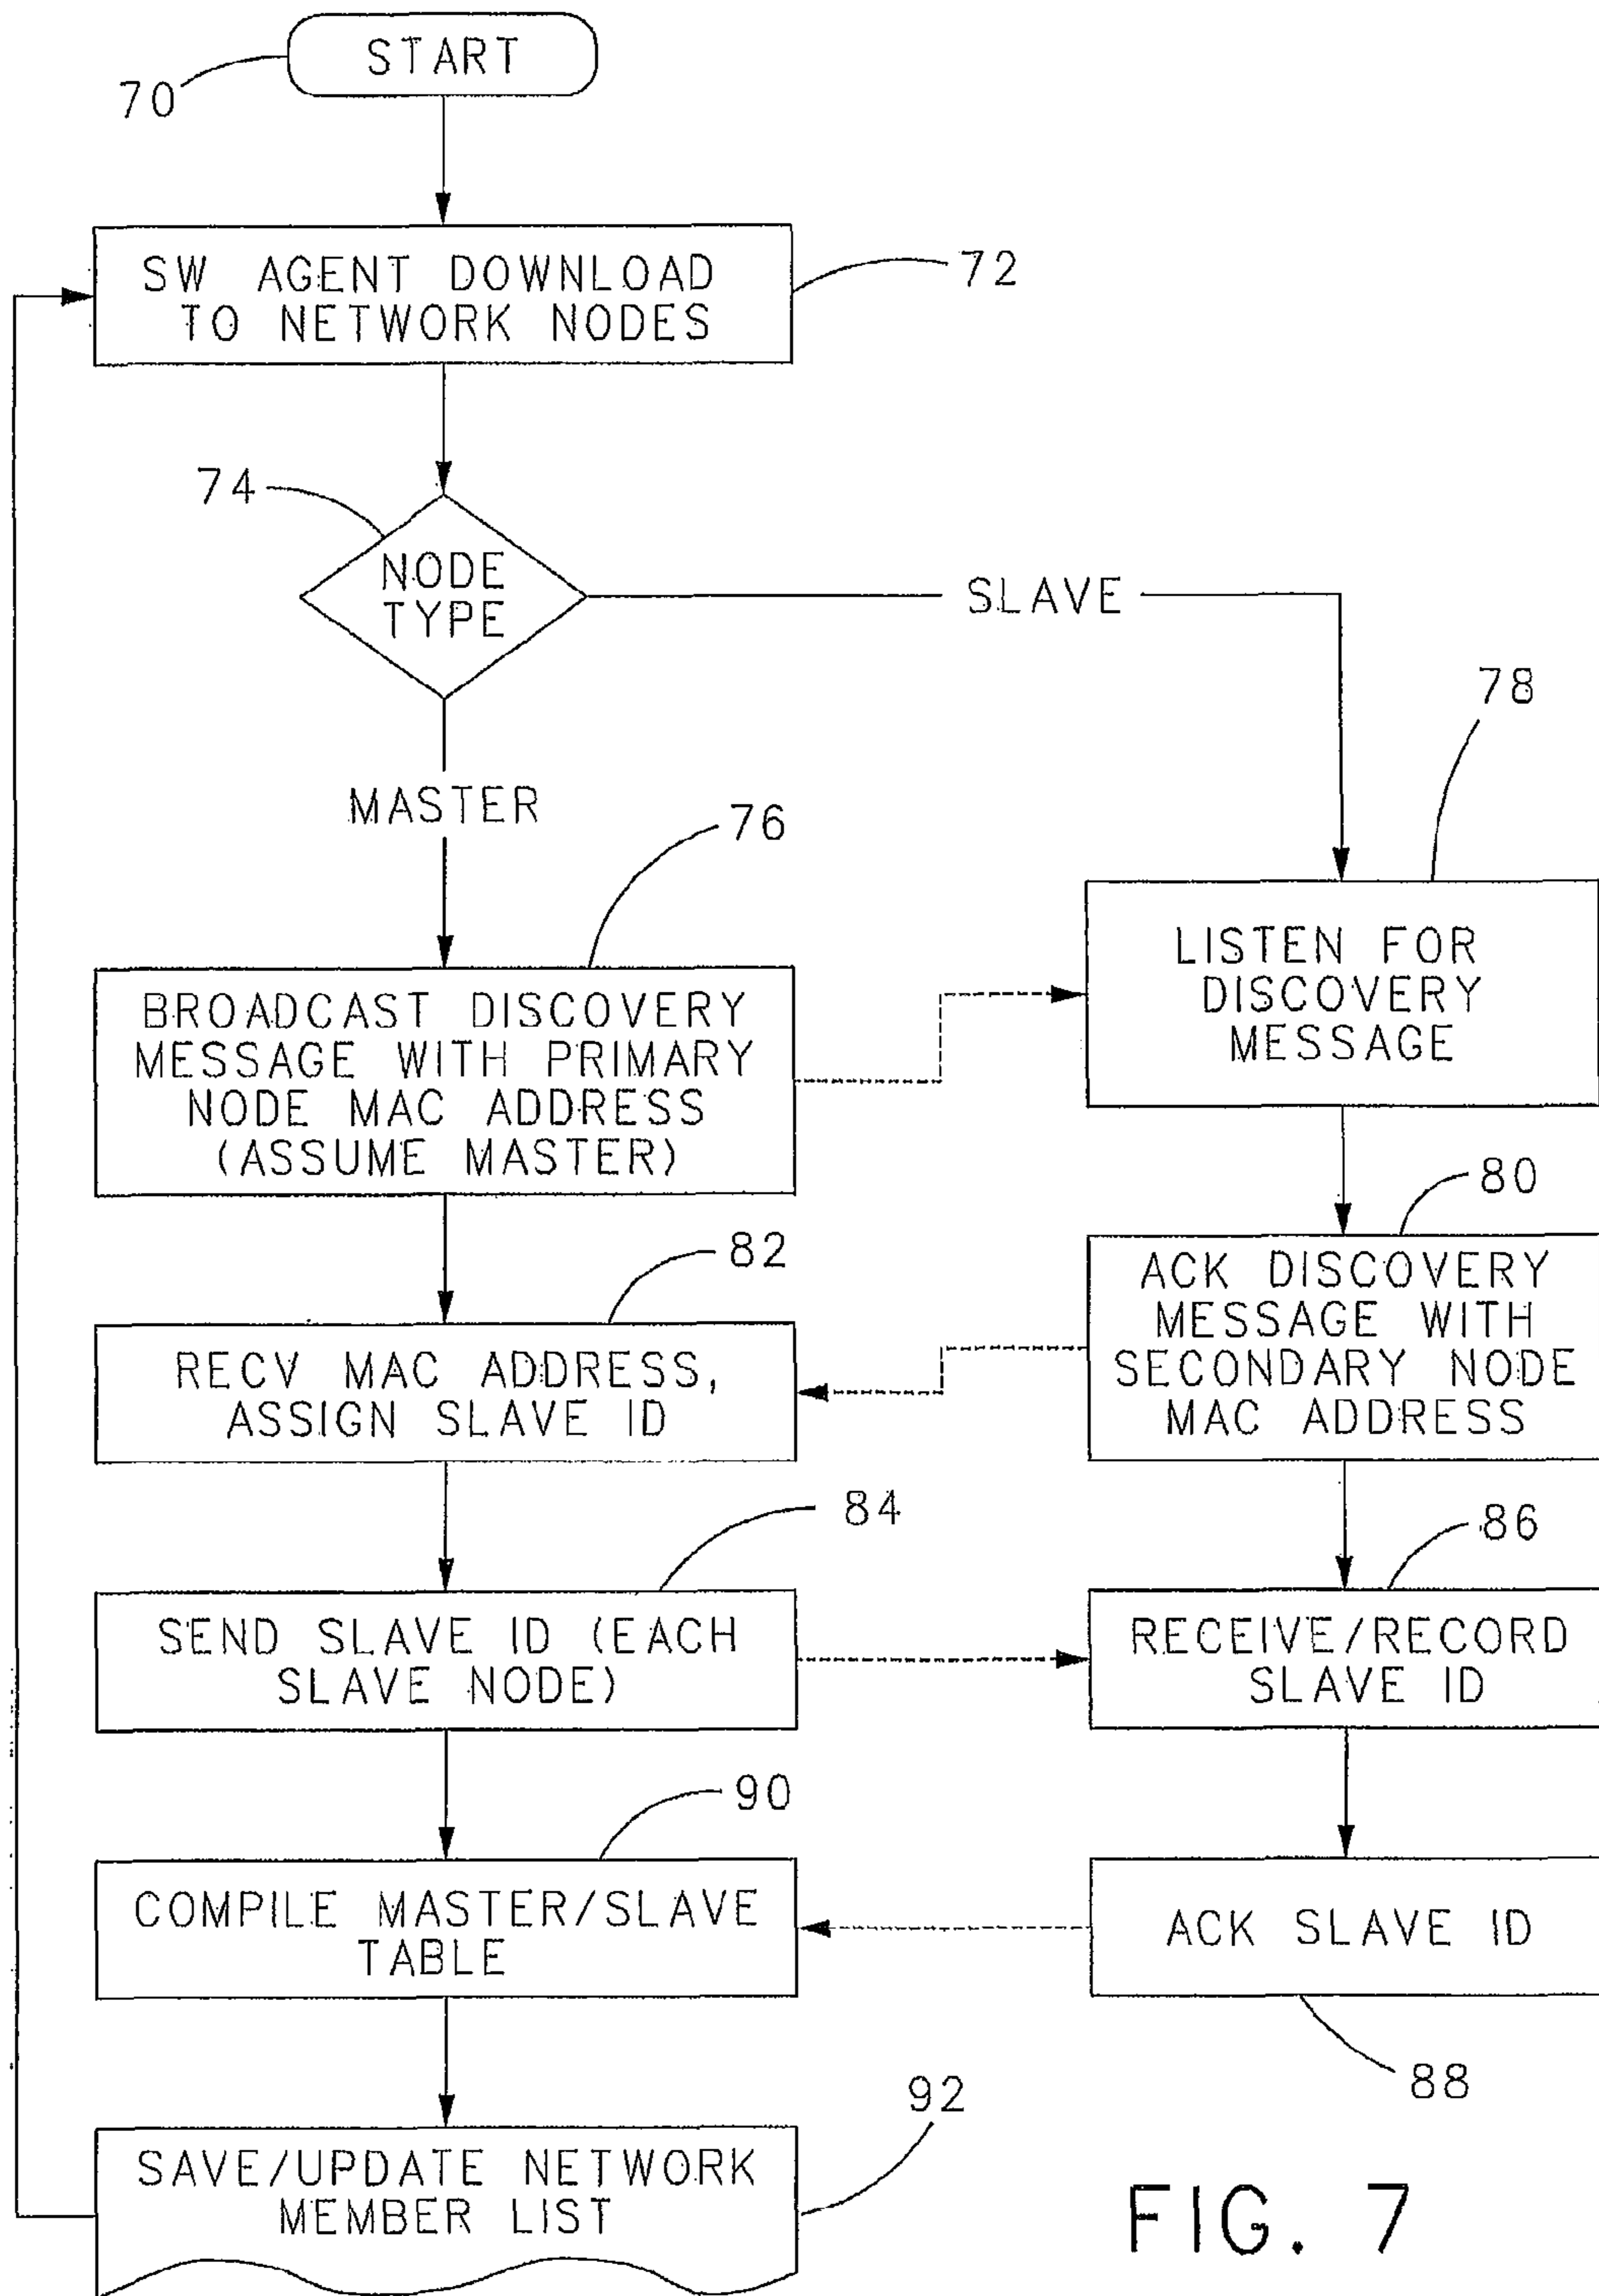 START
70
SW AGENT DOWNLOAD
TO NETWORK NODES
72
74
NODE
TYPE
SLAVE
78
MASTER
76
LISTEN FOR
DISCOVERY
MESSAGE
BROADCAST DISCOVERY
MESSAGE WITH PRIMARY
NODE MAC ADDRESS
(ASSUME MASTER)
80
82
ACK DISCOVERY
MESSAGE WITH
SECONDARY NODE
MAC ADDRESS
RECV MAC ADDRESS,
ASSIGN SLAVE ID
84
86
SEND SLAVE ID (EACH
SLAVE NODE)
RECEIVE/RECORD
SLAVE ID
90
COMPILE MASTER/SLAVE
TABLE
ACK SLAVE ID
88
92
SAVE/UPDATE NETWORK
MEMBER LIST
FIG. 7